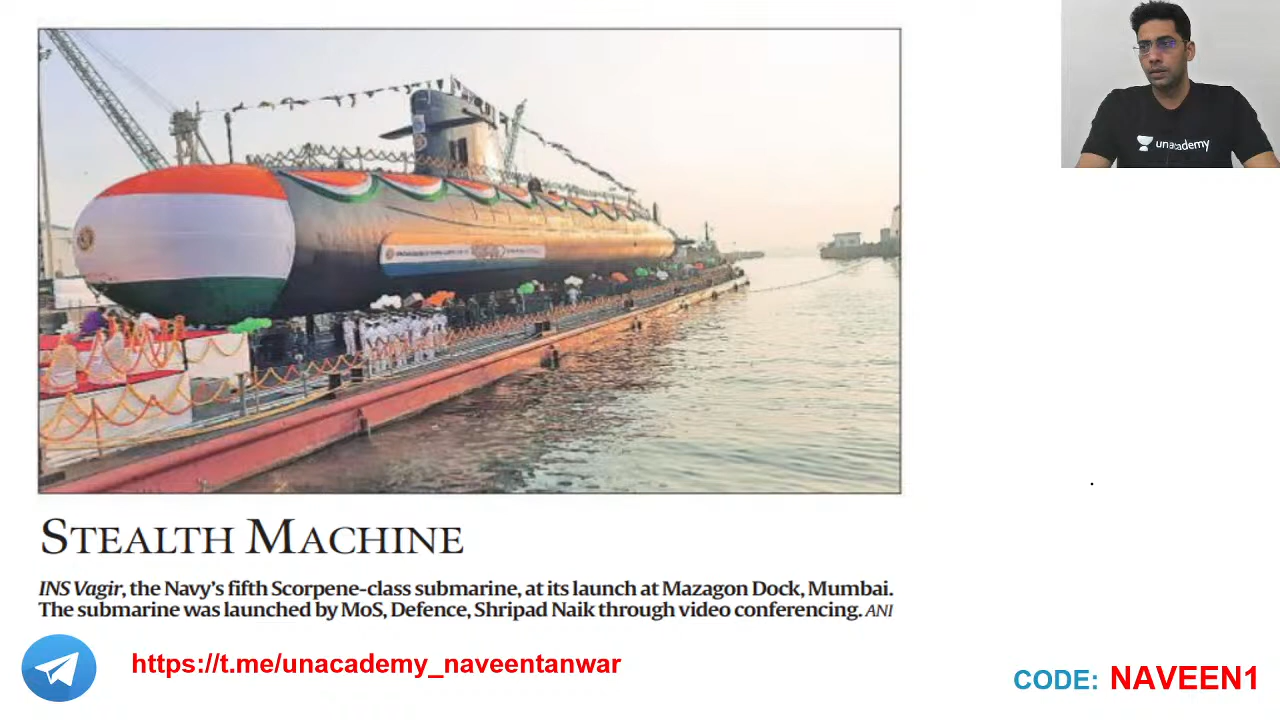 unacademy
STEALTH MACHINE
INS Vagir, the Navy's fifth Scorpene-class submarine, at its launch at Mazagon Dock, Mumbai.
The submarine was launched by MoS, Defence, Shripad Naik through video conferencing. ANI
https://t.me/unacademy_naveentanwar
CODE: NAVEEN1